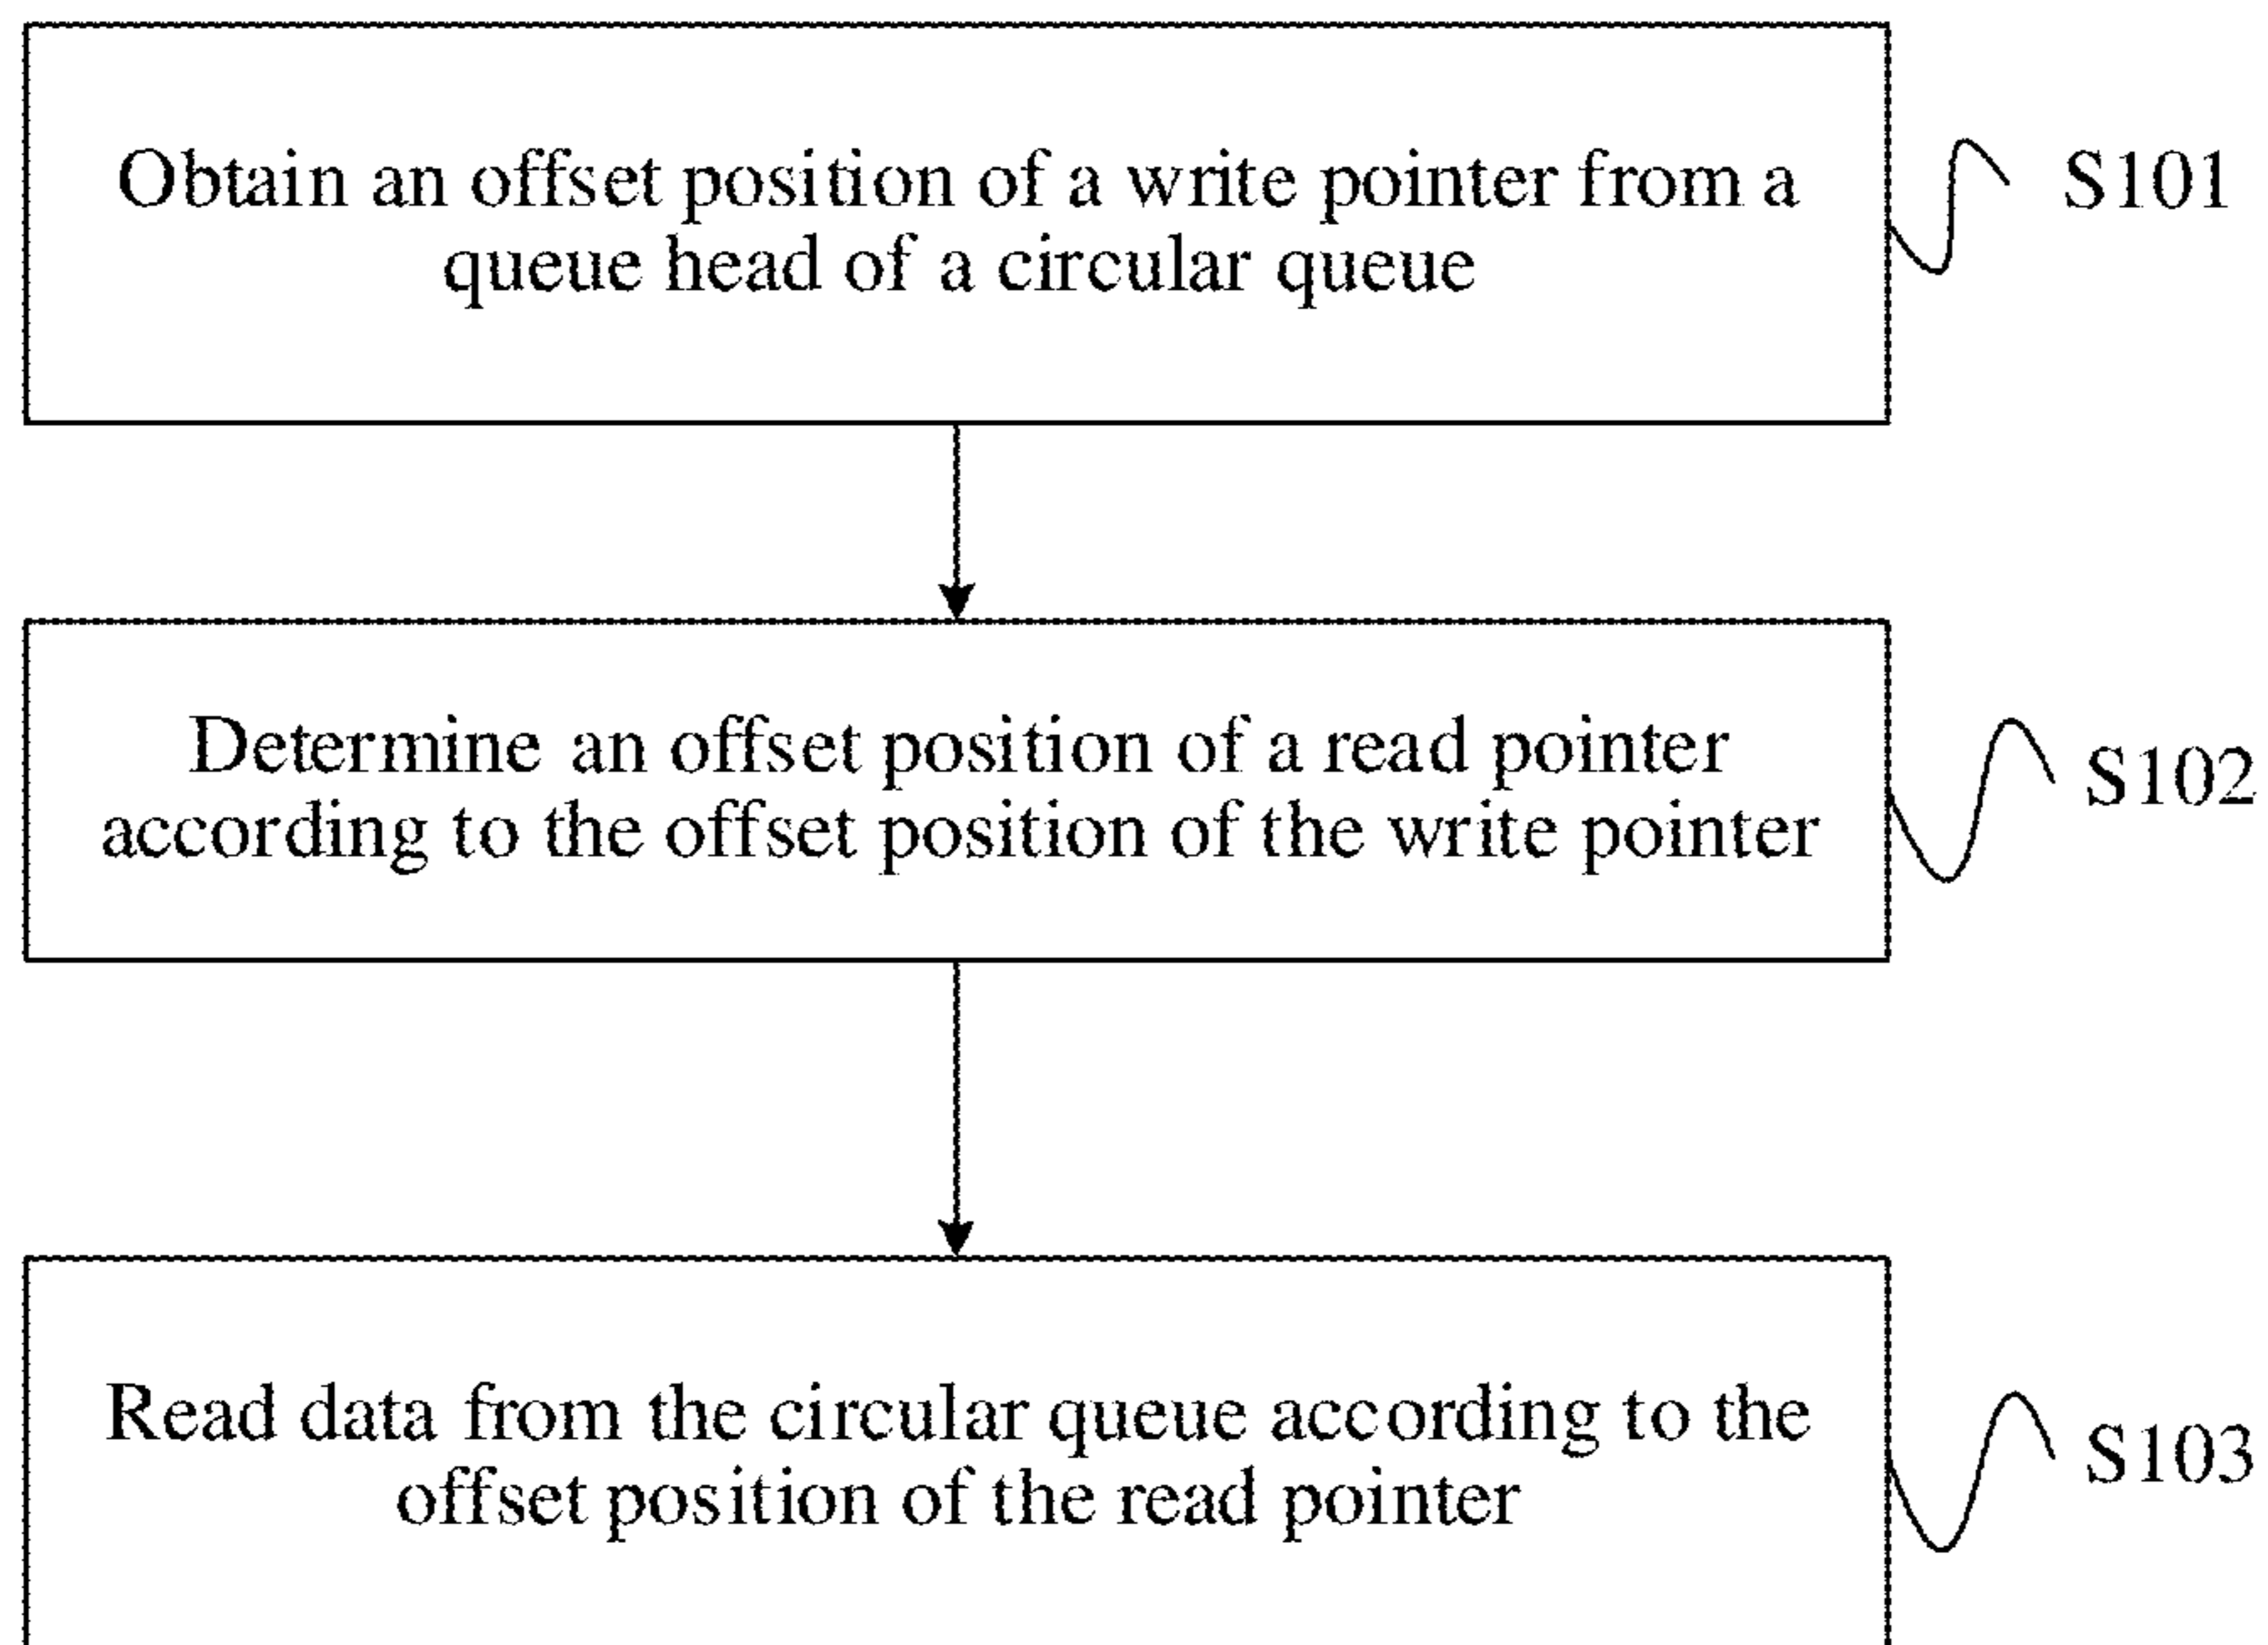 Obtain an offset position of a write pointer from a
queue head of a circular queue
S101
Determine an offset position of a read pointer
according to the offset position of the write pointer
S102
Read data from the circular queue according to the
offset position of the read pointer
S103